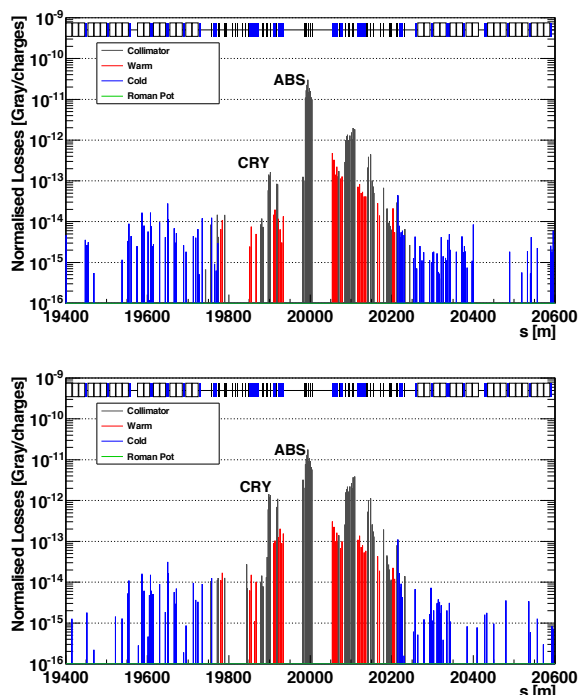 Normalised Losses [Gray/charges]
10⁻⁹
10⁻¹⁰
10⁻¹¹
10⁻¹²
10⁻¹³
10⁻¹⁴
10⁻¹⁵
10⁻¹⁶
Collimator
Warm
Cold
Roman Pot
ABS
CRY
19400 19600 19800 20000 20200 20400 20600
s [m]
Normalised Losses [Gray/charges]
10⁻⁹
10⁻¹⁰
10⁻¹¹
10⁻¹²
10⁻¹³
10⁻¹⁴
10⁻¹⁵
10⁻¹⁶
Collimator
Warm
Cold
Roman Pot
ABS
CRY
19400 19600 19800 20000 20200 20400 20600
s [m]